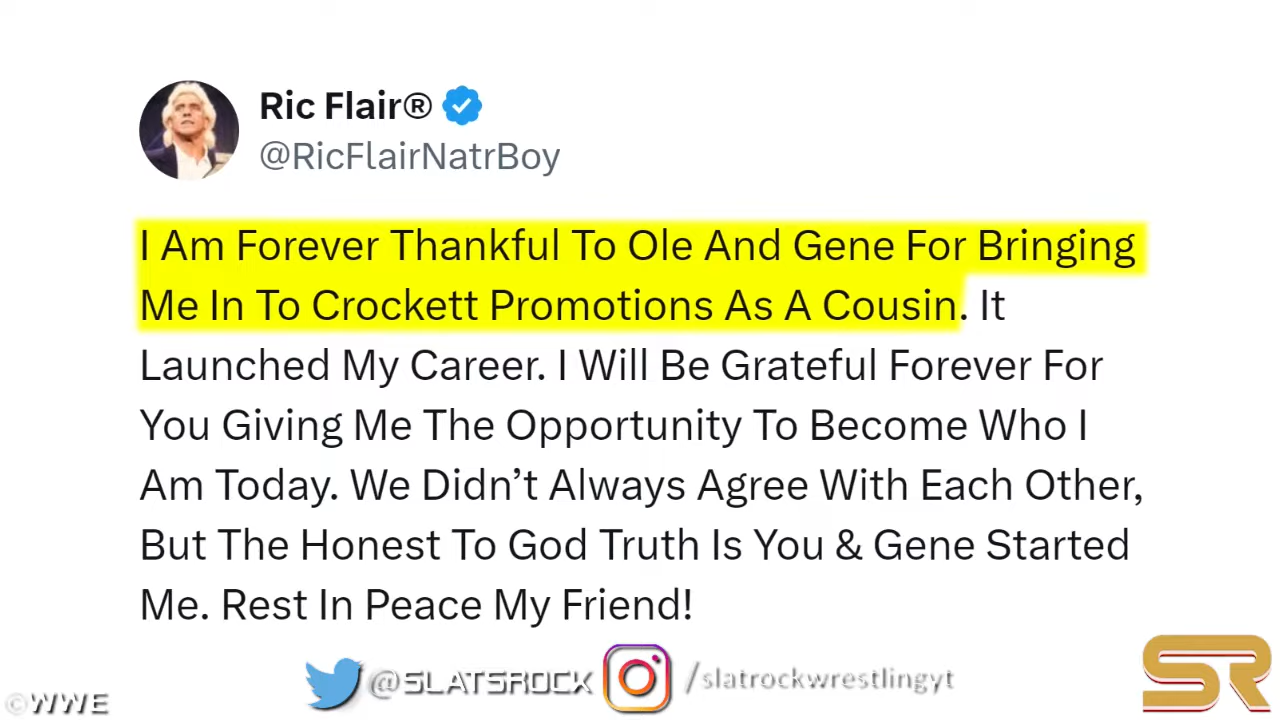 Ric Flair®
@RicFlairNatrBoy
I Am Forever Thankful To Ole And Gene For Bringing
Me In To Crockett Promotions As A Cousin. It
Launched My Career. I Will Be Grateful Forever For
You Giving Me The Opportunity To Become Who I
Am Today. We Didn’t Always Agree With Each Other,
But The Honest To God Truth Is You & Gene Started
Me. Rest In Peace My Friend!
@SLATSROCK /slatrockwrestlingyt
SR
©WWE